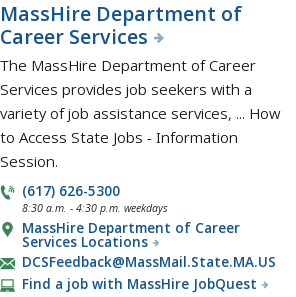 MassHire Department of
Career Services
The MassHire Department of Career
Services provides job seekers with a
variety of job assistance services, ... How
to Access State Jobs - Information
Session.
(617) 626-5300
8:30 a.m. - 4:30 p.m. weekdays
MassHire Department of Career
Services Locations
DCSFeedback@MassMail.State.MA.US
Find a job with MassHire JobQuest